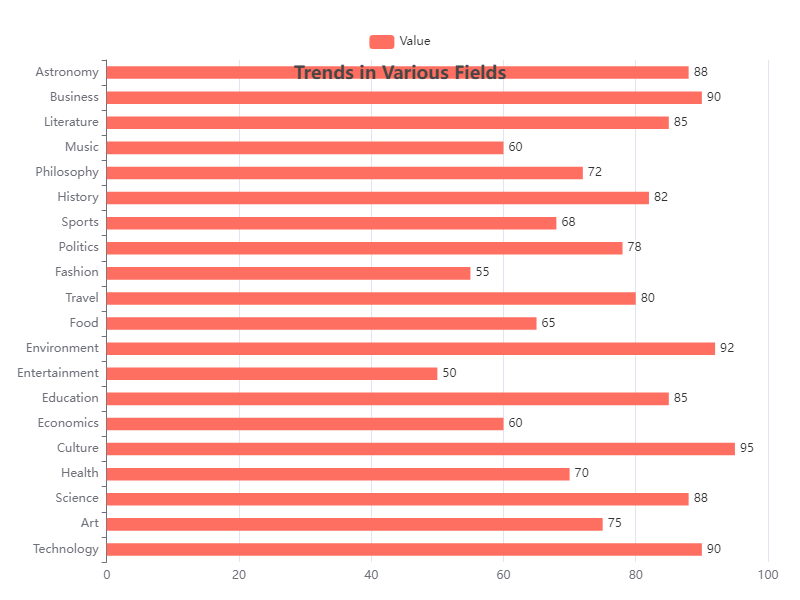 Value
Trends in Various Fields
Astronomy 88
Business 90
Literature 85
Music 60
Philosophy 72
History 82
Sports 68
Politics 78
Fashion 55
Travel 80
Food 65
Environment 92
Entertainment 50
Education 85
Economics 60
Culture 95
Health 70
Science 88
Art 75
Technology 90
0 20 40 60 80 100